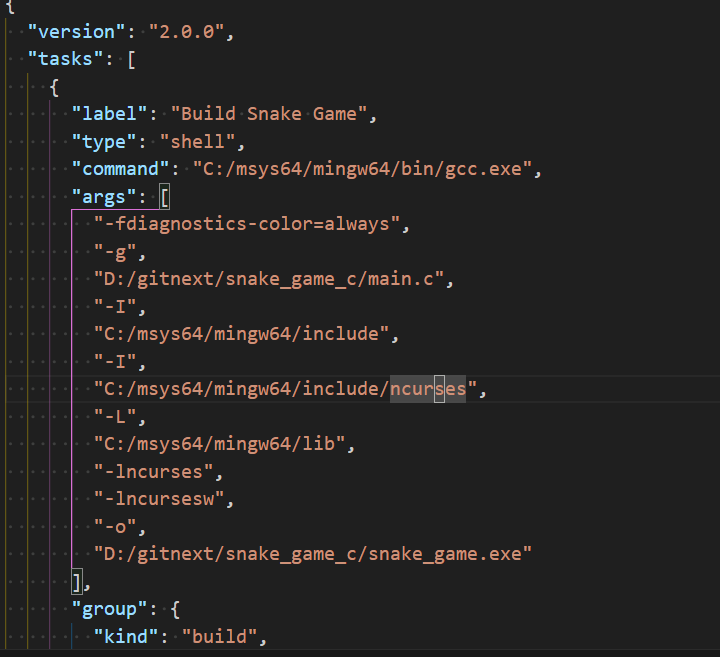 {
"version": "2.0.0",
"tasks": [
{
"label": "Build Snake Game",
"type": "shell",
"command": "C:/msys64/mingw64/bin/gcc.exe",
"args": [
"-fdiagnostics-color=always",
"-g",
"D:/gitnext/snake_game_c/main.c",
"-I",
"C:/msys64/mingw64/include",
"-I",
"C:/msys64/mingw64/include/ncurses",
"-L",
"C:/msys64/mingw64/lib",
"-lncurses",
"-lncursesw",
"-o",
"D:/gitnext/snake_game_c/snake_game.exe"
],
"group": {
"kind": "build",